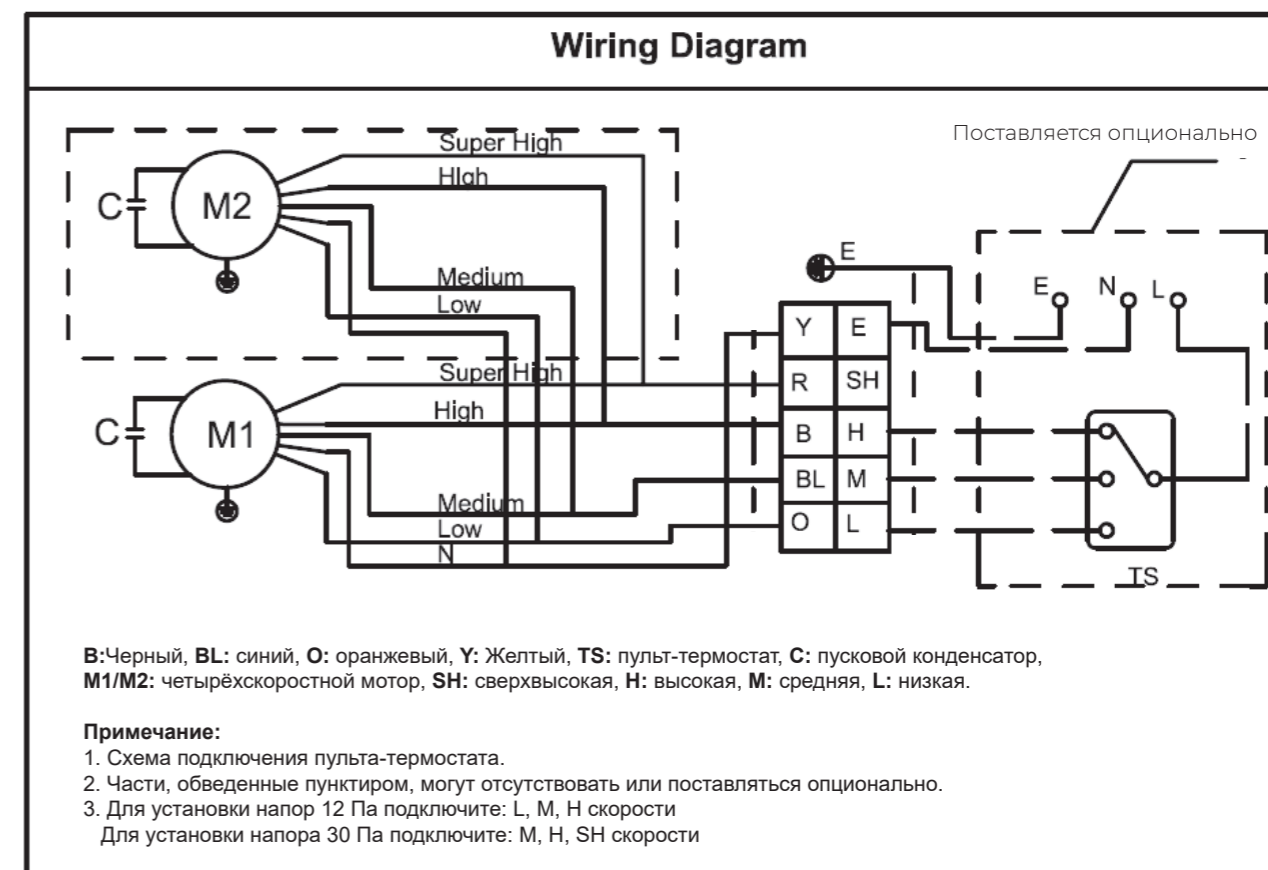 Wiring Diagram
Поставляется опционально
Super High
HIgh
C
M2
Medium
Low
E
E N L
Y E
Super High
R SH
High
C
M1
B H
BL M
Medium
Low
O L
N
TS
B:Черный, BL: синий, O: оранжевый, Y: Желтый, TS: пульт-термостат, C: пусковой конденсатор,
M1/M2: четырёхскоростной мотор, SH: сверхвысокая, H: высокая, M: средняя, L: низкая.
Примечание:
1. Схема подключения пульта-термостата.
2. Части, обведенные пунктиром, могут отсутствовать или поставляться опционально.
3. Для установки напор 12 Па подключите: L, M, H скорости
Для установки напора 30 Па подключите: M, H, SH скорости